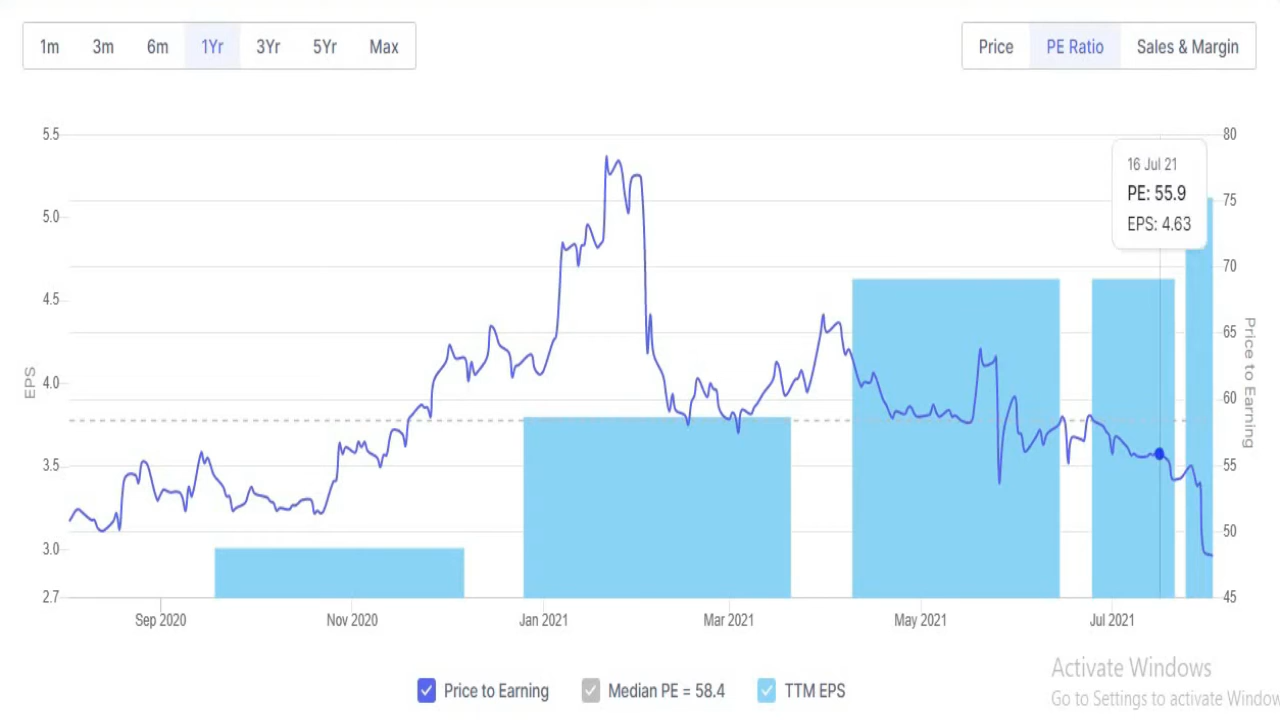 1m 3m 6m 1Yr 3Yr 5Yr Max
Price PE Ratio Sales & Margin
5.5
5.0
4.5
4.0
3.5
3.0
2.7
EPS
80
75
70
65
60
55
50
45
Price to Earning
16 Jul 21
PE: 55.9
EPS: 4.63
Sep 2020 Nov 2020 Jan 2021 Mar 2021 May 2021 Jul 2021
Price to Earning Median PE = 58.4 TTM EPS
Activate Windows
Go to Settings to activate Window